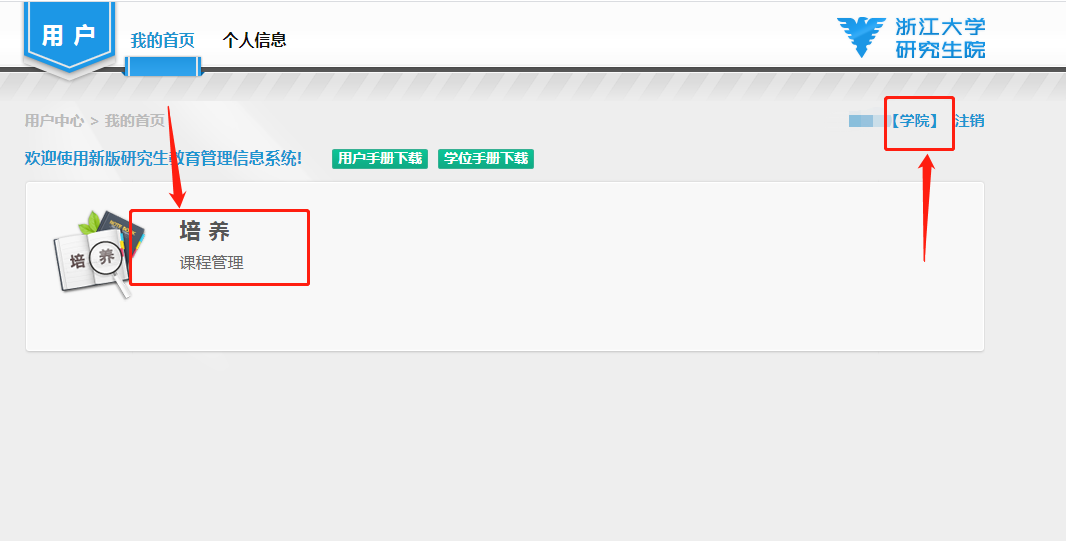 用户
我的首页 个人信息
浙江大学
研究生院
用户中心 > 我的首页
【学院】 注销
欢迎使用新版研究生教育管理信息系统! 用户手册下载 学位手册下载
培养
课程管理
培养
NOTE BOOK